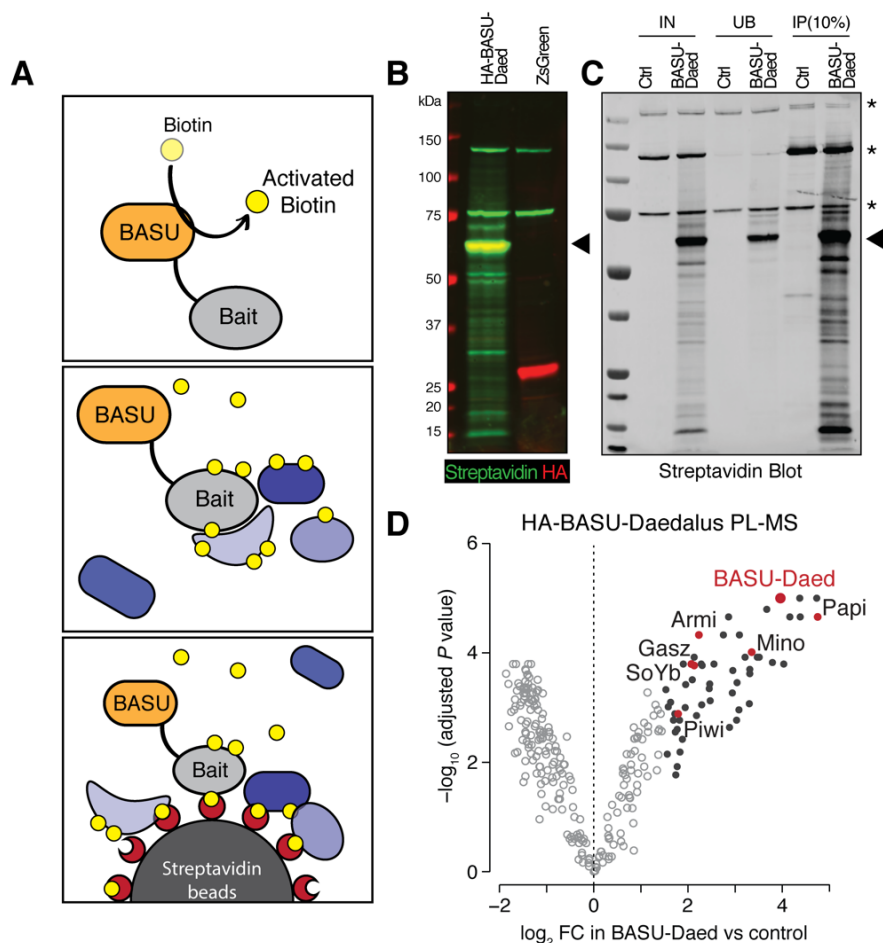 A
Biotin
Activated
Biotin
BASU
Bait
BASU
Bait
BASU
Bait
Streptavidin
beads
B
HA-BASU-
Daed
ZsGreen
kDa
150
100
75
50
37
25
20
15
Streptavidin HA
C
IN UB IP(10%)
Ctrl
BASU-
Daed
Ctrl
BASU-
Daed
Ctrl
BASU-
Daed
*
*
*
Streptavidin Blot
D
HA-BASU-Daedalus PL-MS
−log10 (adjusted P value)
6
4
2
0
BASU-Daed
Papi
Armi
Mino
Gasz
SoYb
Piwi
−2 0 2 4
log2 FC in BASU-Daed vs control